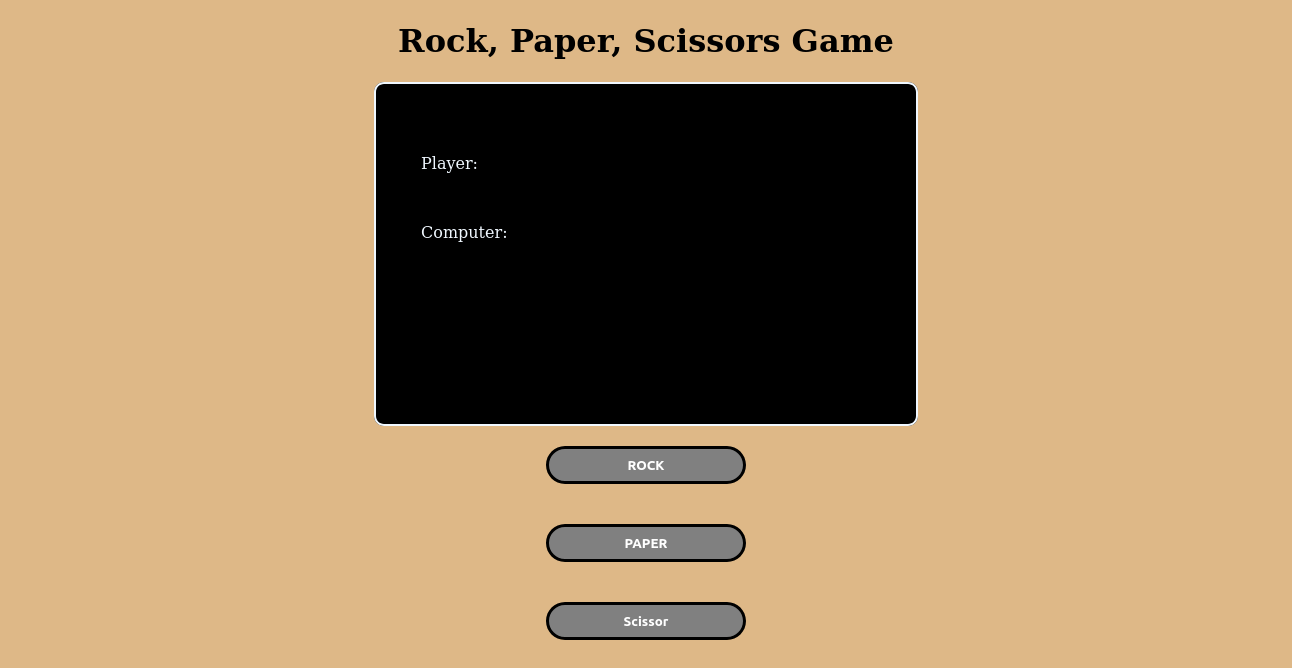 Rock, Paper, Scissors Game
Player:
Computer:
ROCK
PAPER
Scissor